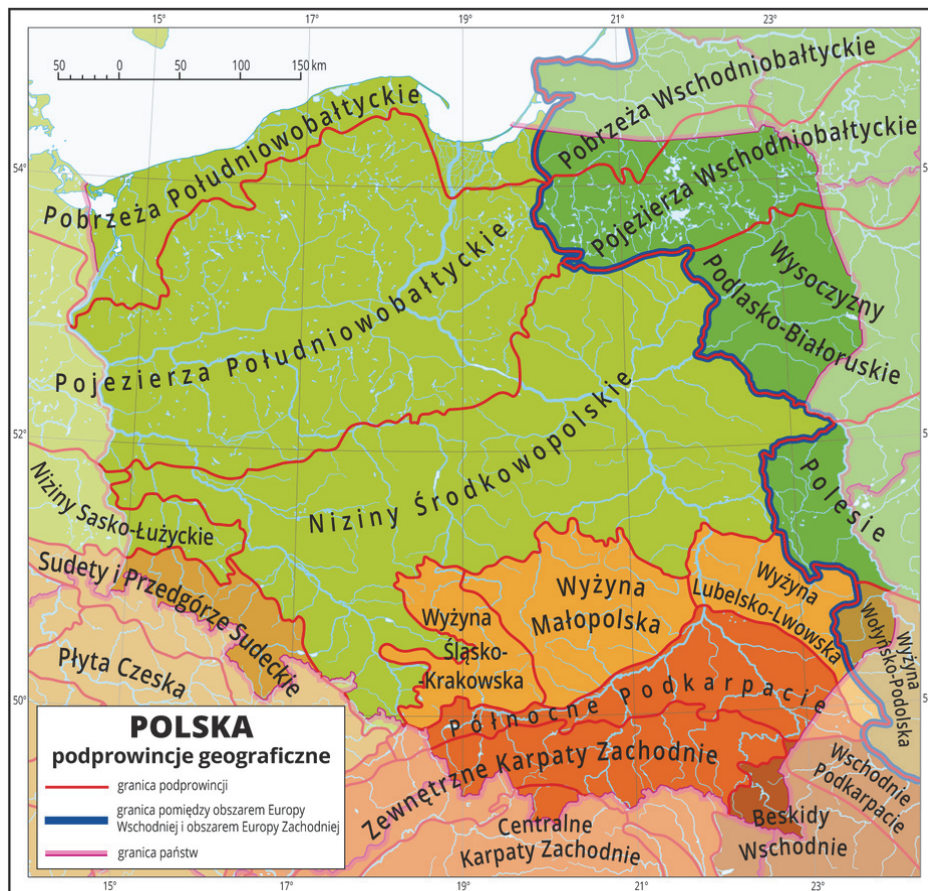 15°
17°
19°
21°
23°
50 0 50 100 150 km
54°
5
52°
5
50°
5
Pobrzeża Południowobałtyckie
Pobrzeża Wschodniobałtyckie
Pojezierza Wschodniobałtyckie
Pojezierza Południowobałtyckie
Wysoczyzny
Podlasko-Białoruskie
Niziny Środkowopolskie
Polesie
Niziny Sasko-Łużyckie
Sudety i Przedgórze Sudeckie
Płyta Czeska
Wyżyna
Śląsko-
-Krakowska
Wyżyna
Małopolska
Wyżyna
Lubelsko-Lwowska
Wyżyna
Wołyńsko-Podolska
Północne Podkarpacie
Zewnętrzne Karpaty Zachodnie
Centralne
Karpaty Zachodnie
Beskidy
Wschodnie
Wschodnie
Podkarpacie
POLSKA
podprowincje geograficzne
granica podprowincji
granica pomiędzy obszarem Europy
Wschodniej i obszarem Europy Zachodniej
granica państw
15°
17°
19°
21°
23°